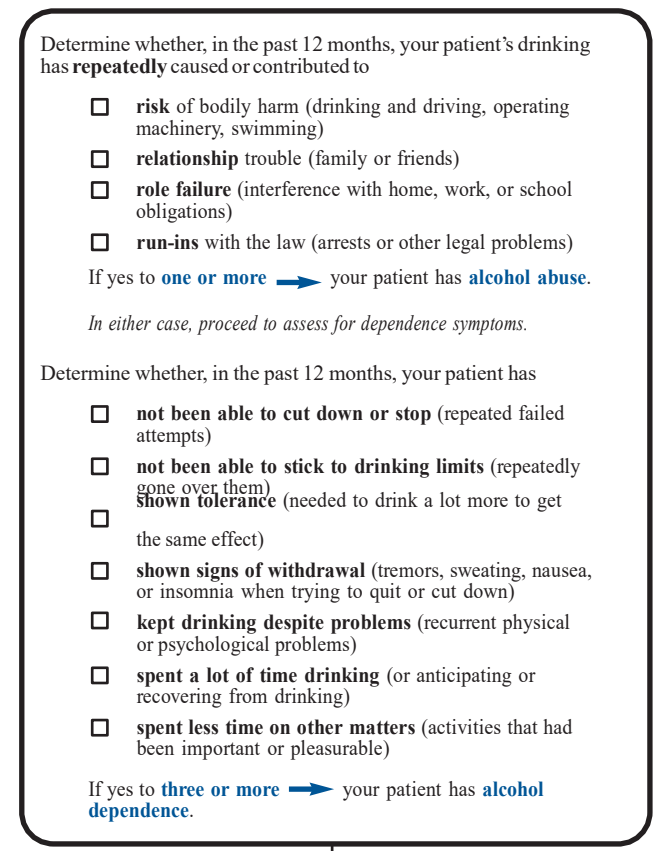 Determine whether, in the past 12 months, your patient’s drinking
has repeatedly caused or contributed to
risk of bodily harm (drinking and driving, operating
machinery, swimming)
relationship trouble (family or friends)
role failure (interference with home, work, or school
obligations)
run-ins with the law (arrests or other legal problems)
If yes to one or more your patient has alcohol abuse.
In either case, proceed to assess for dependence symptoms.
Determine whether, in the past 12 months, your patient has
not been able to cut down or stop (repeated failed
attempts)
not been able to stick to drinking limits (repeatedly
gone over them)
shown tolerance (needed to drink a lot more to get
the same effect)
shown signs of withdrawal (tremors, sweating, nausea,
or insomnia when trying to quit or cut down)
kept drinking despite problems (recurrent physical
or psychological problems)
spent a lot of time drinking (or anticipating or
recovering from drinking)
spent less time on other matters (activities that had
been important or pleasurable)
If yes to three or more your patient has alcohol
dependence.